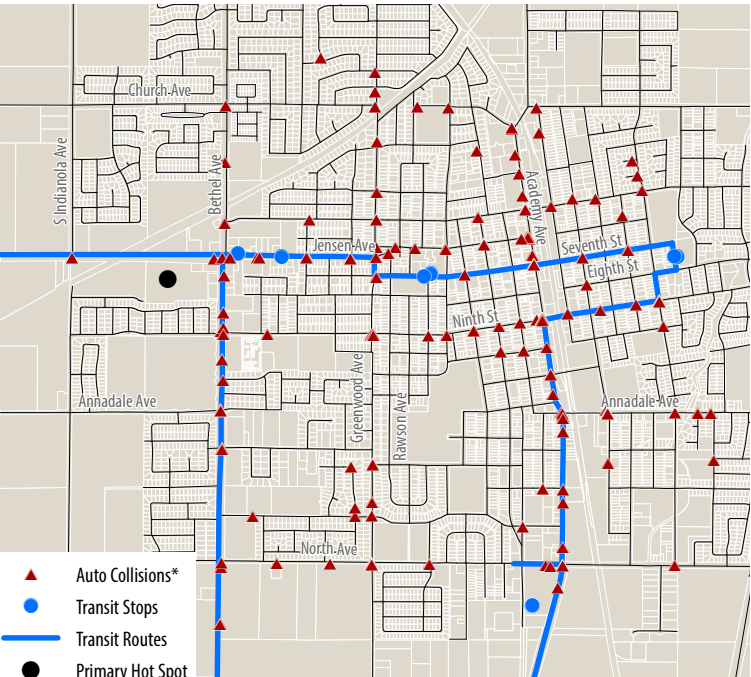 Church Ave
S Indianola Ave
Bethel Ave
Academy Ave
Jensen Ave
Seventh St
Eighth St
Ninth St
Annadale Ave
Greenwood Ave
Rawson Ave
Annadale Ave
North Ave
Auto Collisions*
Transit Stops
Transit Routes
Primary Hot Spot